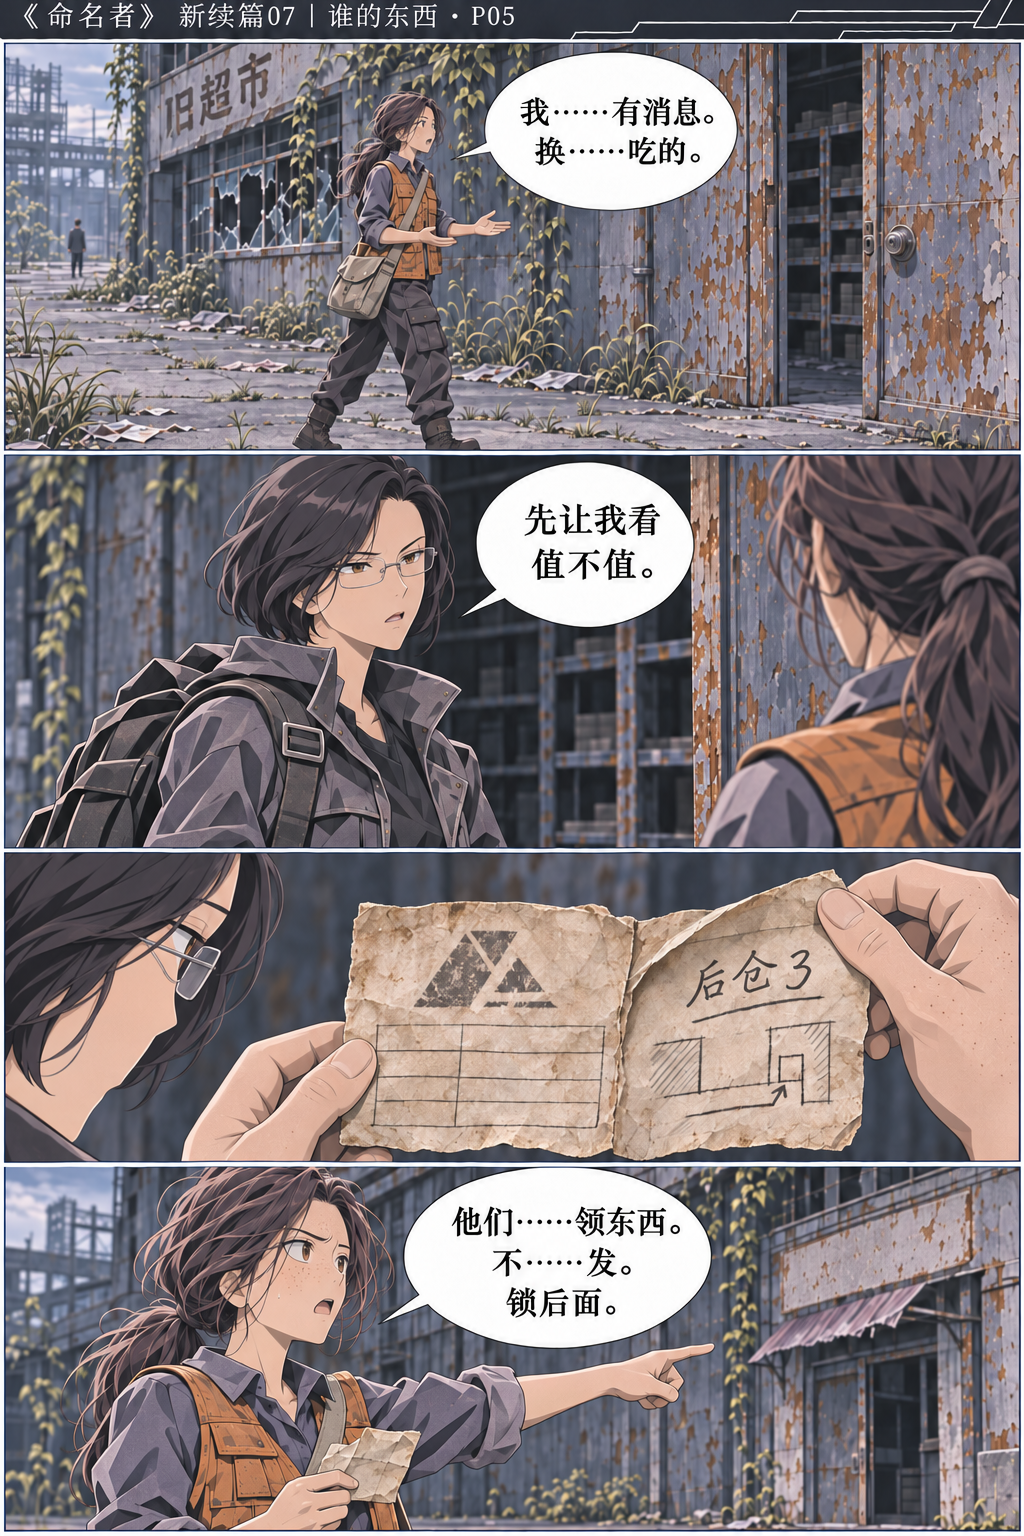 《命名者》 新续篇07｜谁的东西·P05
旧超市
我……有消息。
换……吃的。
先让我看
值不值。
后仓3
他们……领东西。
不……发。
锁后面。